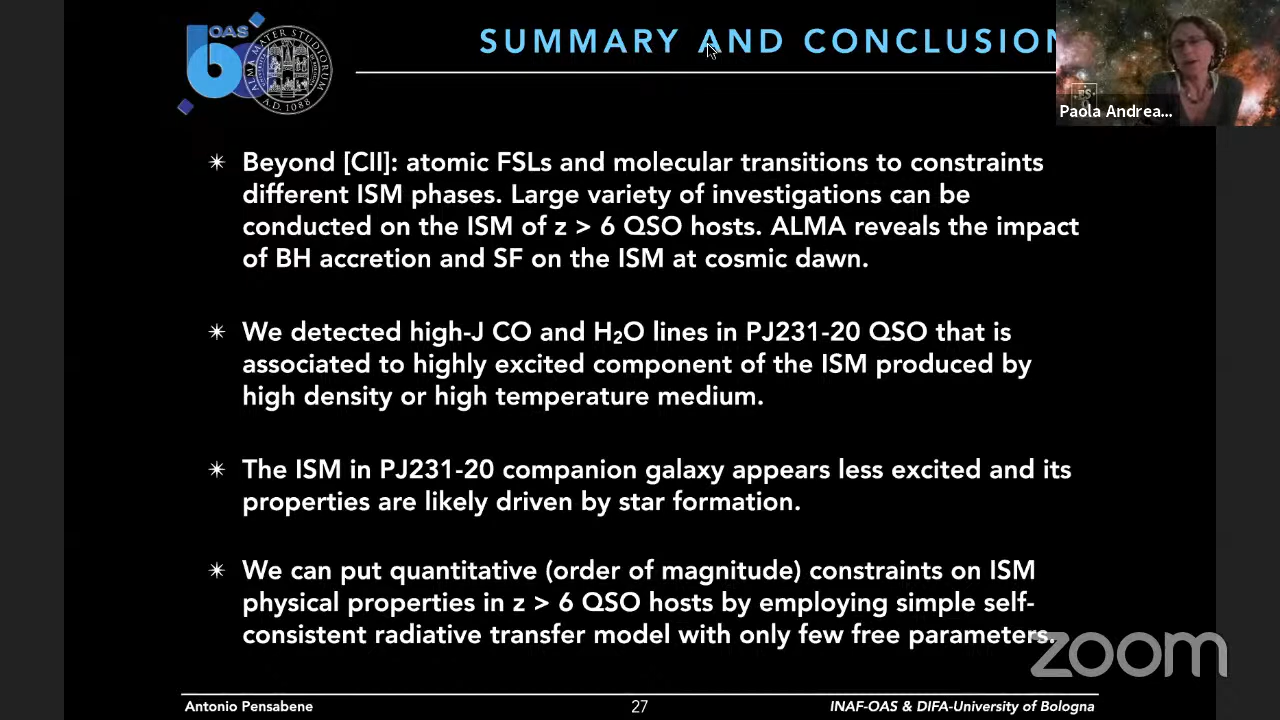 OAS
ALMA MATER STUDIORUM
A.D. 1088
SUMMARY AND CONCLUSION
Paola Andrea...
✴ Beyond [CII]: atomic FSLs and molecular transitions to constraints
different ISM phases. Large variety of investigations can be
conducted on the ISM of z > 6 QSO hosts. ALMA reveals the impact
of BH accretion and SF on the ISM at cosmic dawn.
✴ We detected high-J CO and H₂O lines in PJ231-20 QSO that is
associated to highly excited component of the ISM produced by
high density or high temperature medium.
✴ The ISM in PJ231-20 companion galaxy appears less excited and its
properties are likely driven by star formation.
✴ We can put quantitative (order of magnitude) constraints on ISM
physical properties in z > 6 QSO hosts by employing simple self-
consistent radiative transfer model with only few free parameters.
zoom
Antonio Pensabene
27
INAF-OAS & DIFA-University of Bologna